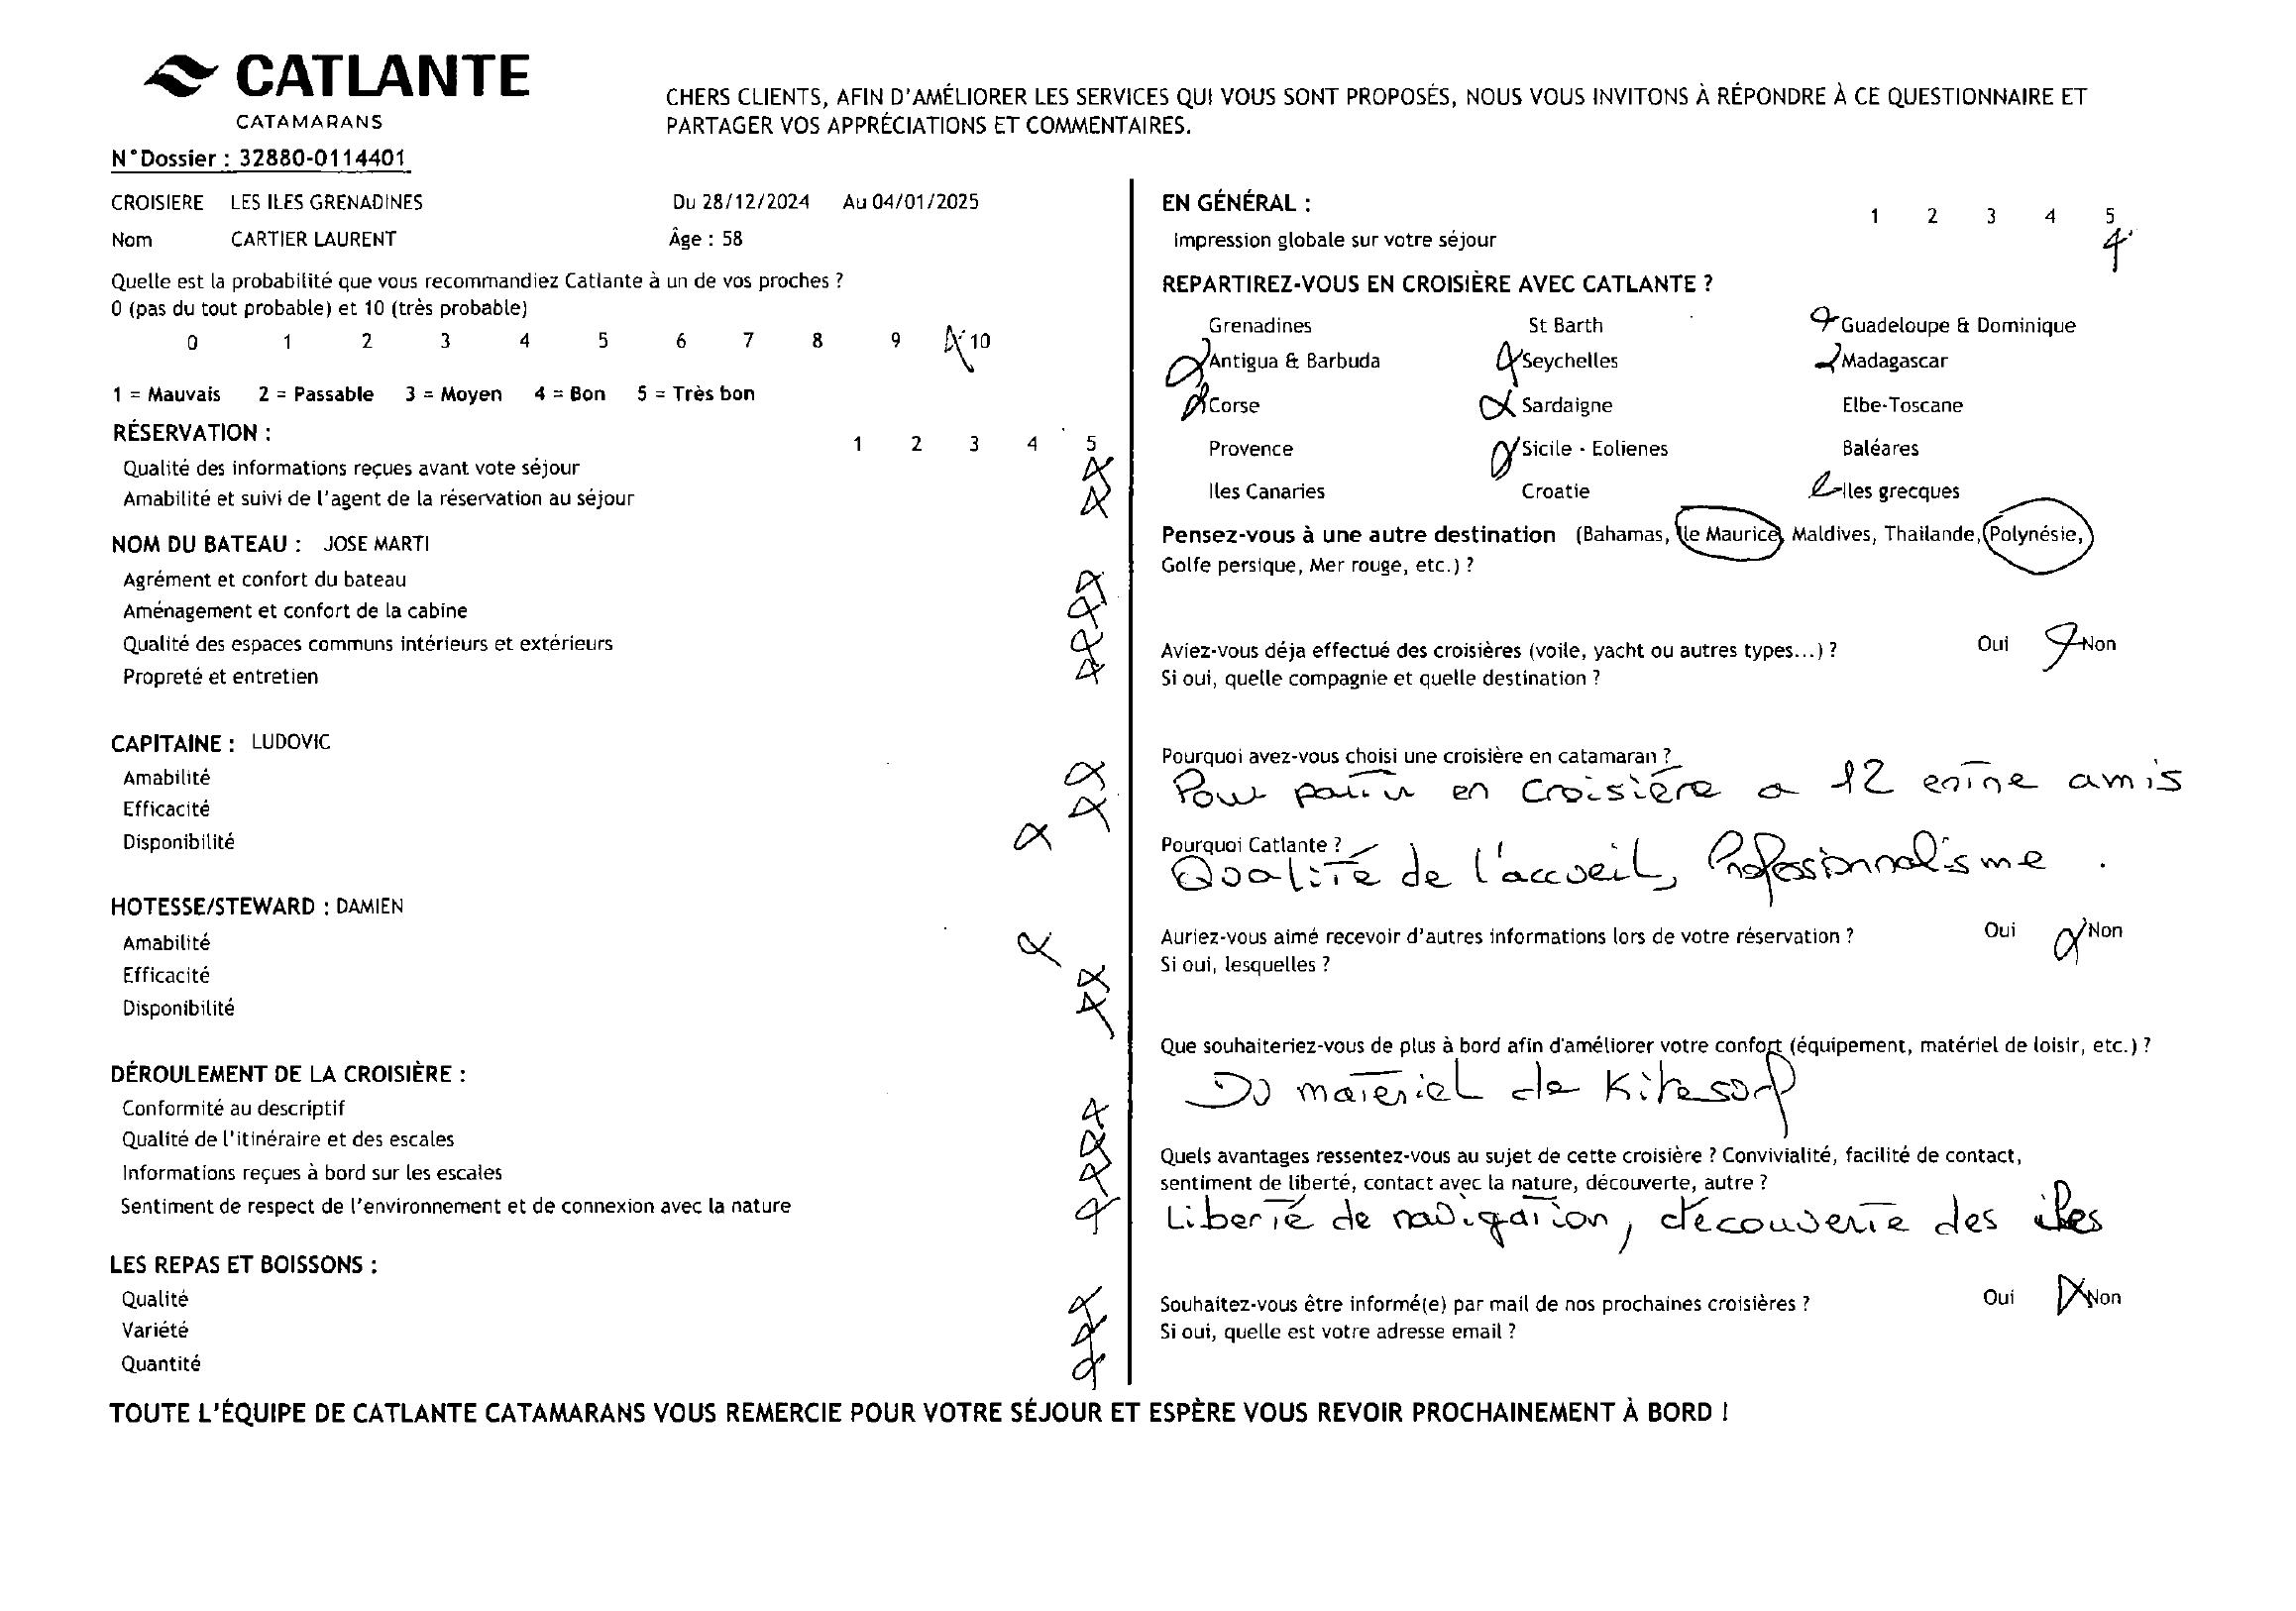 CATLANTE
CATAMARANS
CHERS CLIENTS, AFIN D'AMÉLIORER LES SERVICES QUI VOUS SONT PROPOSÉS, NOUS VOUS INVITONS À RÉPONDRE À CE QUESTIONNAIRE ET
PARTAGER VOS APPRÉCIATIONS ET COMMENTAIRES.
N°Dossier : 32880-0114401
CROISIERE LES ILES GRENADINES Du 28/12/2024 Au 04/01/2025
Nom CARTIER LAURENT Âge : 58
Quelle est la probabilité que vous recommandiez Catlante à un de vos proches ?
0 (pas du tout probable) et 10 (très probable)
0 1 2 3 4 5 6 7 8 9 10
1 = Mauvais 2 = Passable 3 = Moyen 4 = Bon 5 = Très bon
RÉSERVATION :
1 2 3 4 5
Qualité des informations reçues avant vote séjour
Amabilité et suivi de l'agent de la réservation au séjour
NOM DU BATEAU : JOSE MARTI
Agrément et confort du bateau
Aménagement et confort de la cabine
Qualité des espaces communs intérieurs et extérieurs
Propreté et entretien
CAPITAINE : LUDOVIC
Amabilité
Efficacité
Disponibilité
HOTESSE/STEWARD : DAMIEN
Amabilité
Efficacité
Disponibilité
DÉROULEMENT DE LA CROISIÈRE :
Conformité au descriptif
Qualité de l'itinéraire et des escales
Informations reçues à bord sur les escales
Sentiment de respect de l'environnement et de connexion avec la nature
LES REPAS ET BOISSONS :
Qualité
Variété
Quantité
EN GÉNÉRAL :
1 2 3 4 5
Impression globale sur votre séjour
REPARTIREZ-VOUS EN CROISIÈRE AVEC CATLANTE ?
Grenadines St Barth Guadeloupe & Dominique
Antigua & Barbuda Seychelles Madagascar
Corse Sardaigne Elbe-Toscane
Provence Sicile - Eolienes Baléares
Iles Canaries Croatie Iles grecques
Pensez-vous à une autre destination (Bahamas, Ile Maurice, Maldives, Thaïlande, Polynésie,
Golfe persique, Mer rouge, etc.) ?
Aviez-vous déja effectué des croisières (voile, yacht ou autres types...) ? Oui Non
Si oui, quelle compagnie et quelle destination ?
Pourquoi avez-vous choisi une croisière en catamaran ?
Pour partir en croisière a 12 entre amis
Pourquoi Catlante ?
Qualité de l'accueil, Professionnalisme.
Auriez-vous aimé recevoir d'autres informations lors de votre réservation ? Oui Non
Si oui, lesquelles ?
Que souhaiteriez-vous de plus à bord afin d'améliorer votre confort (équipement, matériel de loisir, etc.) ?
Du materiel de Kitesurf
Quels avantages ressentez-vous au sujet de cette croisière ? Convivialité, facilité de contact,
sentiment de liberté, contact avec la nature, découverte, autre ?
Liberté de navigation, découverte des iles
Souhaitez-vous être informé(e) par mail de nos prochaines croisières ? Oui Non
Si oui, quelle est votre adresse email ?
TOUTE L'ÉQUIPE DE CATLANTE CATAMARANS VOUS REMERCIE POUR VOTRE SÉJOUR ET ESPÈRE VOUS REVOIR PROCHAINEMENT À BORD !